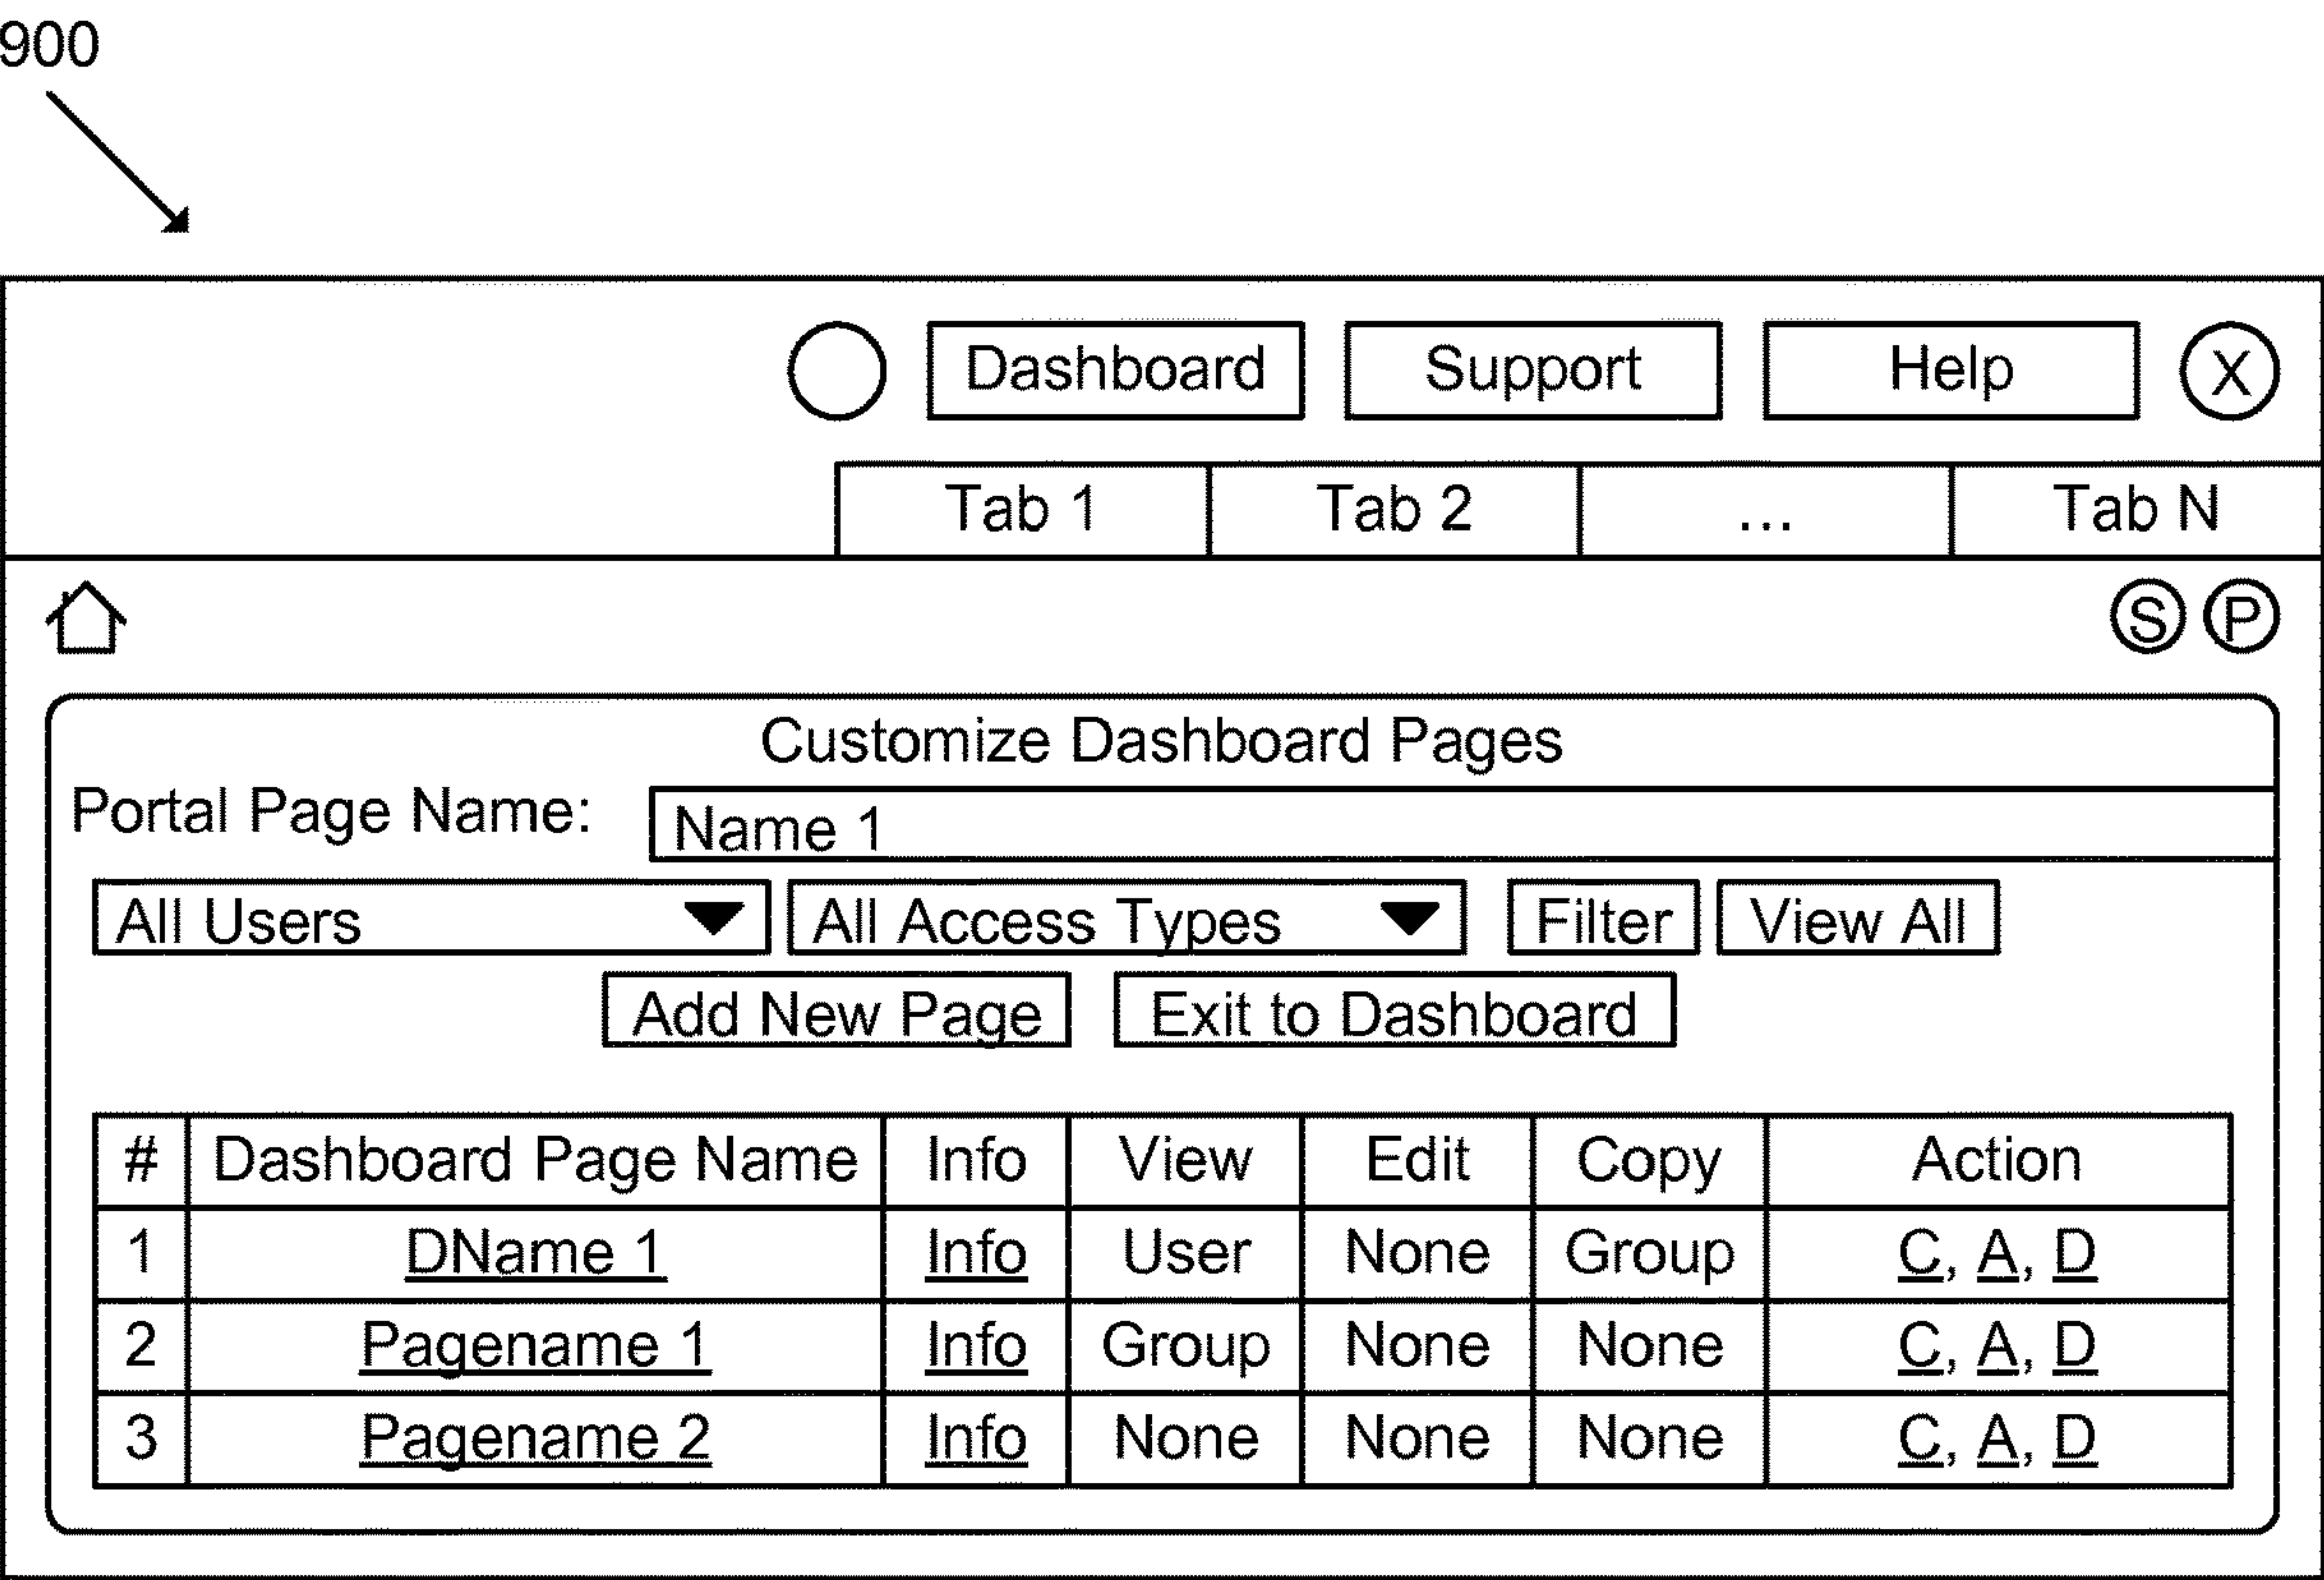 900
Dashboard Support Help X
Tab 1 Tab 2 ... Tab N
S P
Customize Dashboard Pages
Portal Page Name: Name 1
All Users All Access Types Filter View All
Add New Page Exit to Dashboard
# Dashboard Page Name Info View Edit Copy Action
1 DName 1 Info User None Group C, A, D
2 Pagename 1 Info Group None None C, A, D
3 Pagename 2 Info None None None C, A, D